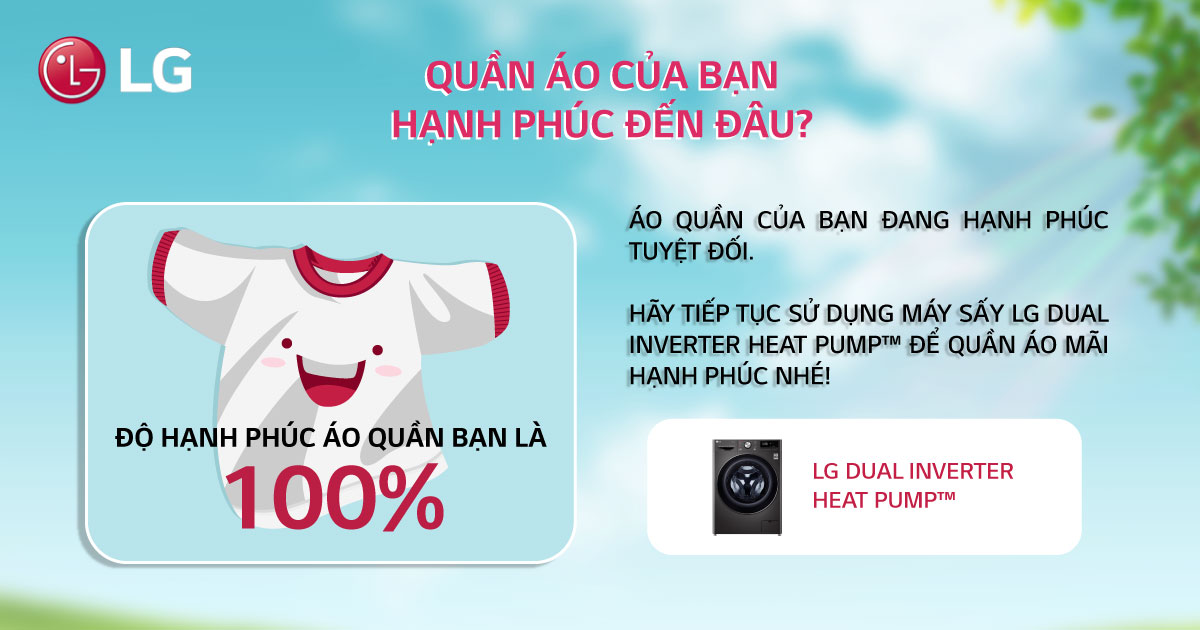 LG
QUẦN ÁO CỦA BẠN
HẠNH PHÚC ĐẾN ĐÂU?
ĐỘ HẠNH PHÚC ÁO QUẦN BẠN LÀ
100%
ÁO QUẦN CỦA BẠN ĐANG HẠNH PHÚC
TUYỆT ĐỐI.
HÃY TIẾP TỤC SỬ DỤNG MÁY SẤY LG DUAL
INVERTER HEAT PUMP™ ĐỂ QUẦN ÁO MÃI
HẠNH PHÚC NHÉ!
LG DUAL INVERTER
HEAT PUMP™